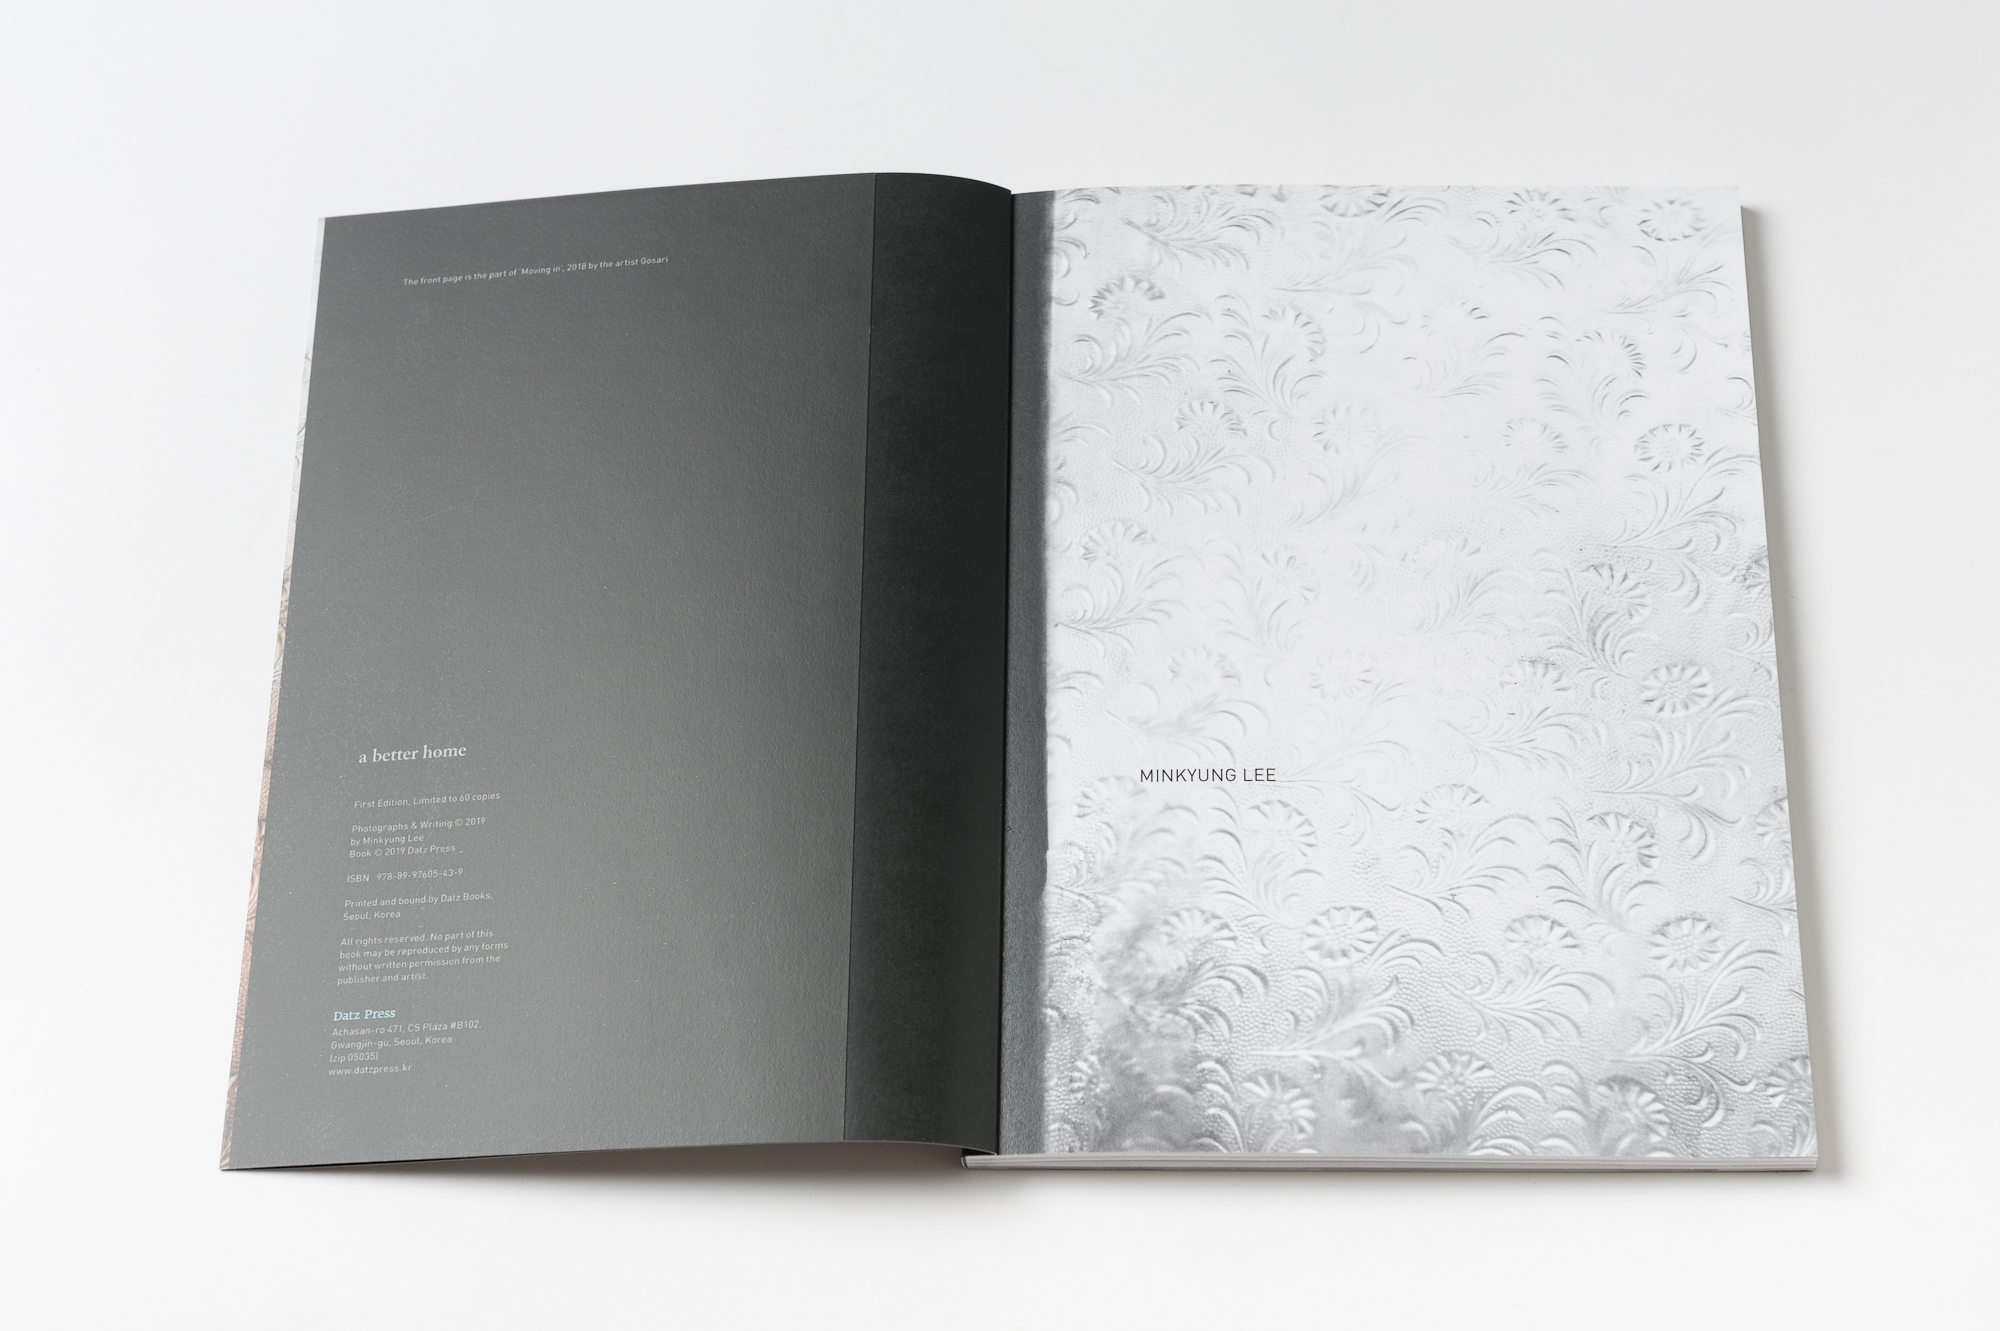 The front page is the part of 'Moving in', 2018 by the artist Gosari
a better home
First Edition, Limited to 60 copies
Photographs & Writing © 2019
by Minkyung Lee
Book © 2019 Datz Press .
ISBN 978-89-97605-43-9
Printed and bound by Datz Books,
Seoul, Korea
All rights reserved. No part of this
book may be reproduced by any forms
without written permission from the
publisher and artist.
Datz Press
Achasan-ro 471, CS Plaza #B102.
Gwangjin-gu, Seoul, Korea
(zip 05035)
www.datzpress.kr
MINKYUNG LEE